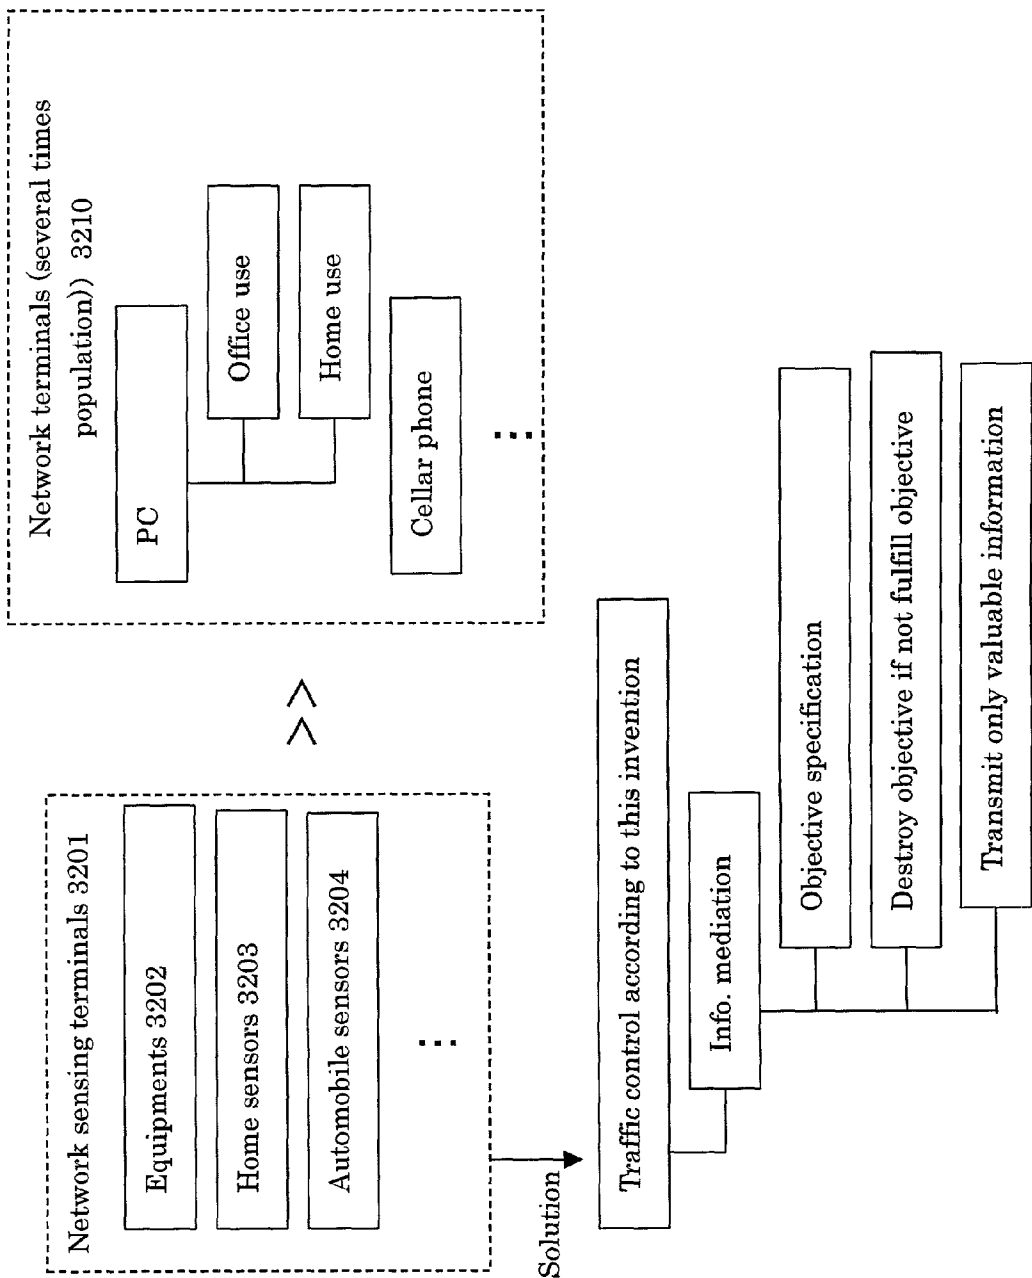 Network sensing terminals 3201
Equipments 3202
Home sensors 3203
Automobile sensors 3204
...
>>
Network terminals (several times
population)) 3210
PC
Office use
Home use
Cellar phone
...
Solution
Traffic control according to this invention
Info. mediation
Objective specification
Destroy objective if not fulfill objective
Transmit only valuable information